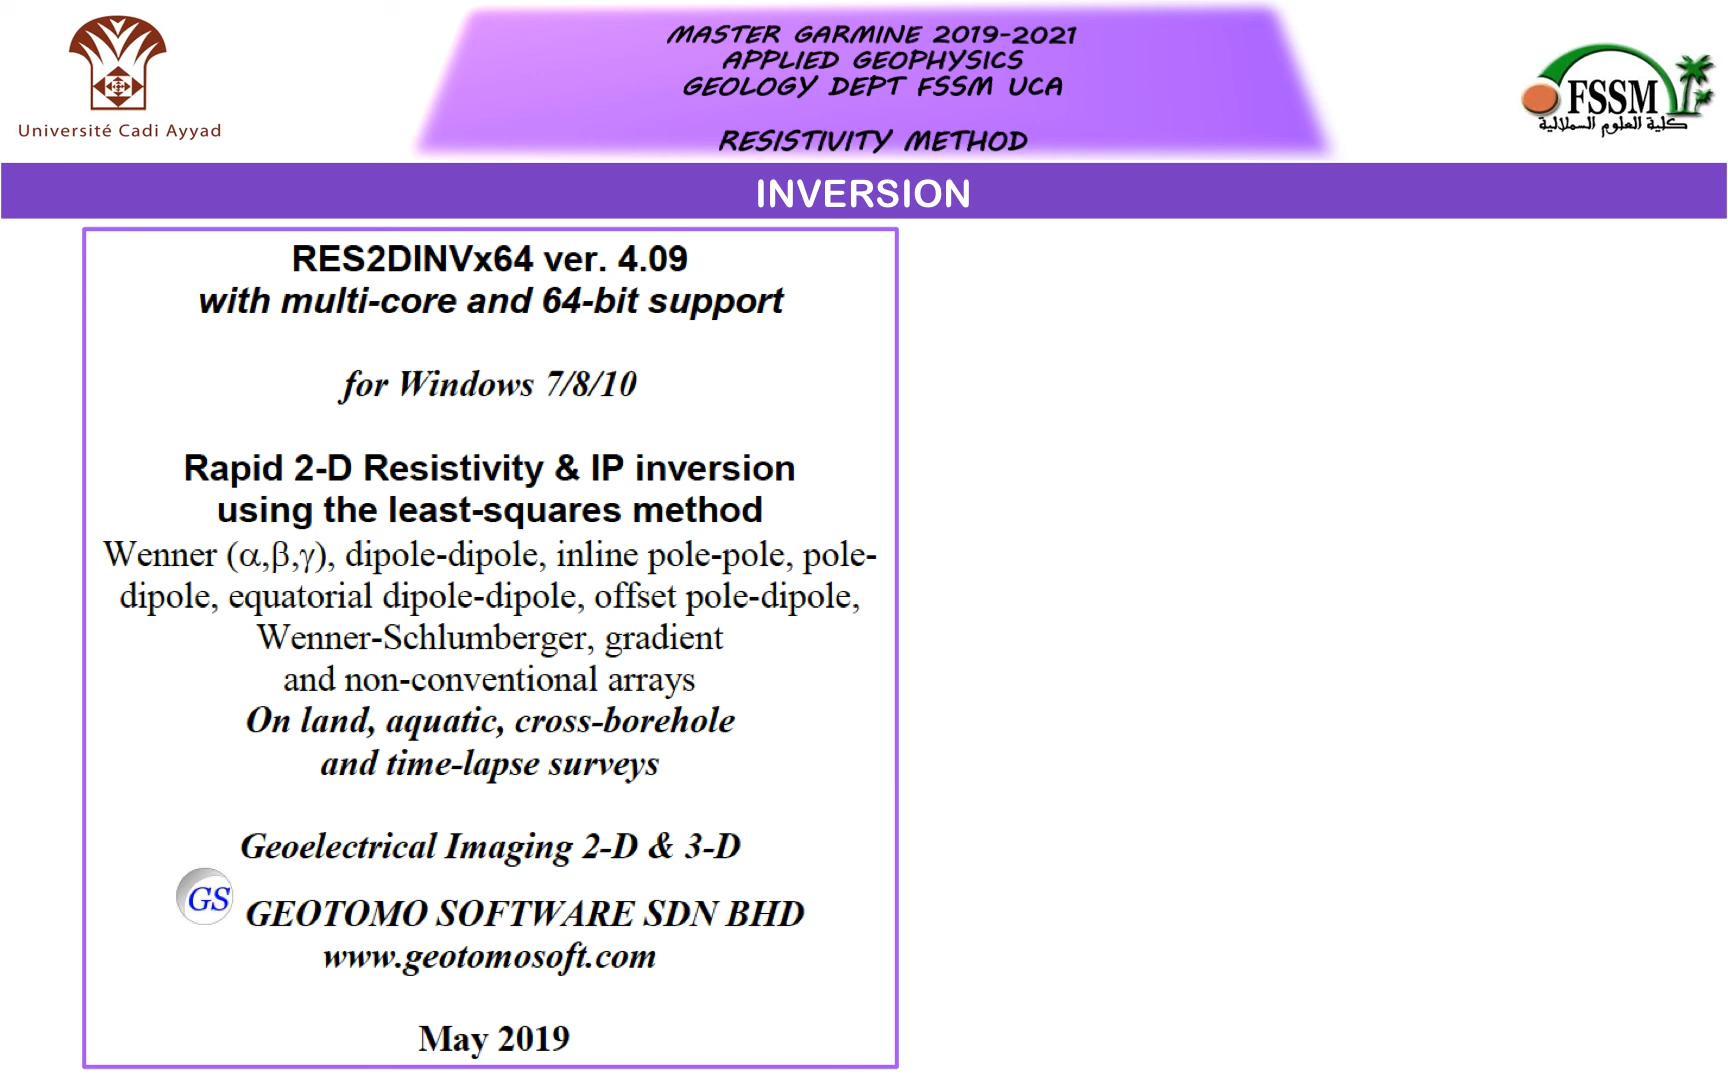 Université Cadi Ayyad
MASTER GARMINE 2019-2021
APPLIED GEOPHYSICS
GEOLOGY DEPT FSSM UCA
RESISTIVITY METHOD
FSSM
كلية العلوم السملالية
INVERSION
RES2DINVx64 ver. 4.09
with multi-core and 64-bit support
for Windows 7/8/10
Rapid 2-D Resistivity & IP inversion
using the least-squares method
Wenner (α,β,γ), dipole-dipole, inline pole-pole, pole-
dipole, equatorial dipole-dipole, offset pole-dipole,
Wenner-Schlumberger, gradient
and non-conventional arrays
On land, aquatic, cross-borehole
and time-lapse surveys
Geoelectrical Imaging 2-D & 3-D
GS
GEOTOMO SOFTWARE SDN BHD
www.geotomosoft.com
May 2019